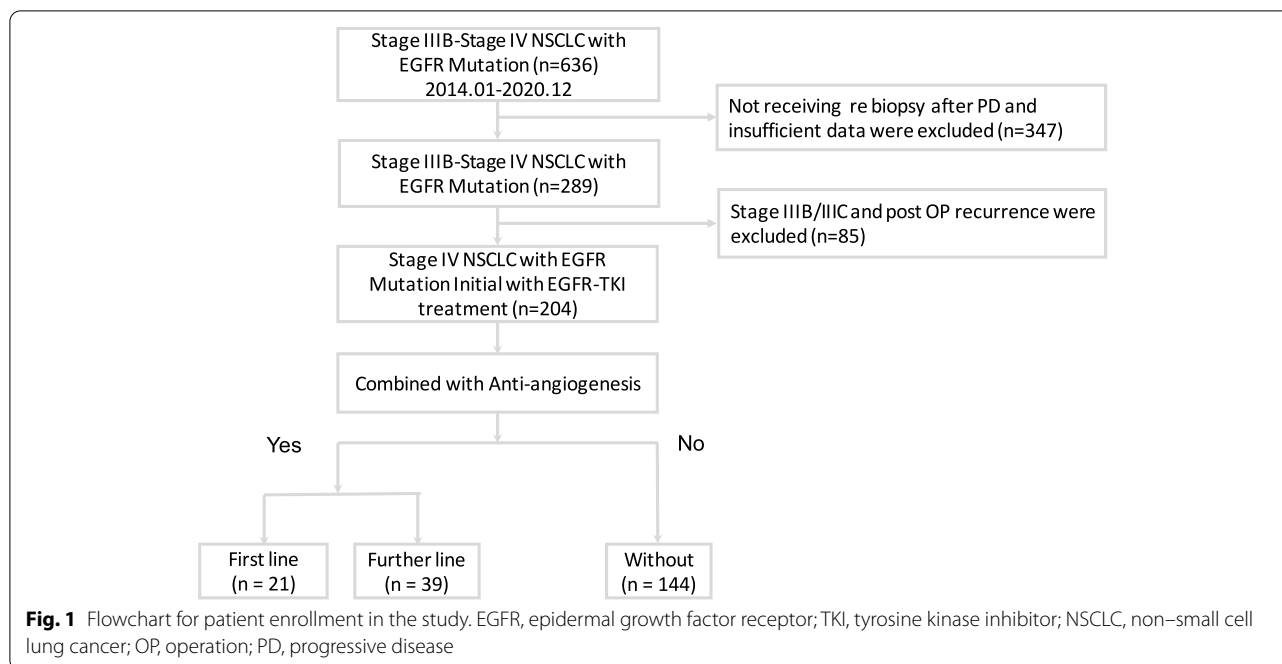 Stage IIIB-Stage IV NSCLC with
EGFR Mutation (n=636)
2014.01-2020.12
Not receiving re biopsy after PD and
insufficient data were excluded (n=347)
Stage IIIB-Stage IV NSCLC with
EGFR Mutation (n=289)
Stage IIIB/IIIC and post OP recurrence were
excluded (n=85)
Stage IV NSCLC with EGFR
Mutation Initial with EGFR-TKI
treatment (n=204)
Combined with Anti-angiogenesis
Yes
No
First line
(n = 21)
Further line
(n = 39)
Without
(n = 144)
Fig. 1 Flowchart for patient enrollment in the study. EGFR, epidermal growth factor receptor; TKI, tyrosine kinase inhibitor; NSCLC, non–small cell
lung cancer; OP, operation; PD, progressive disease